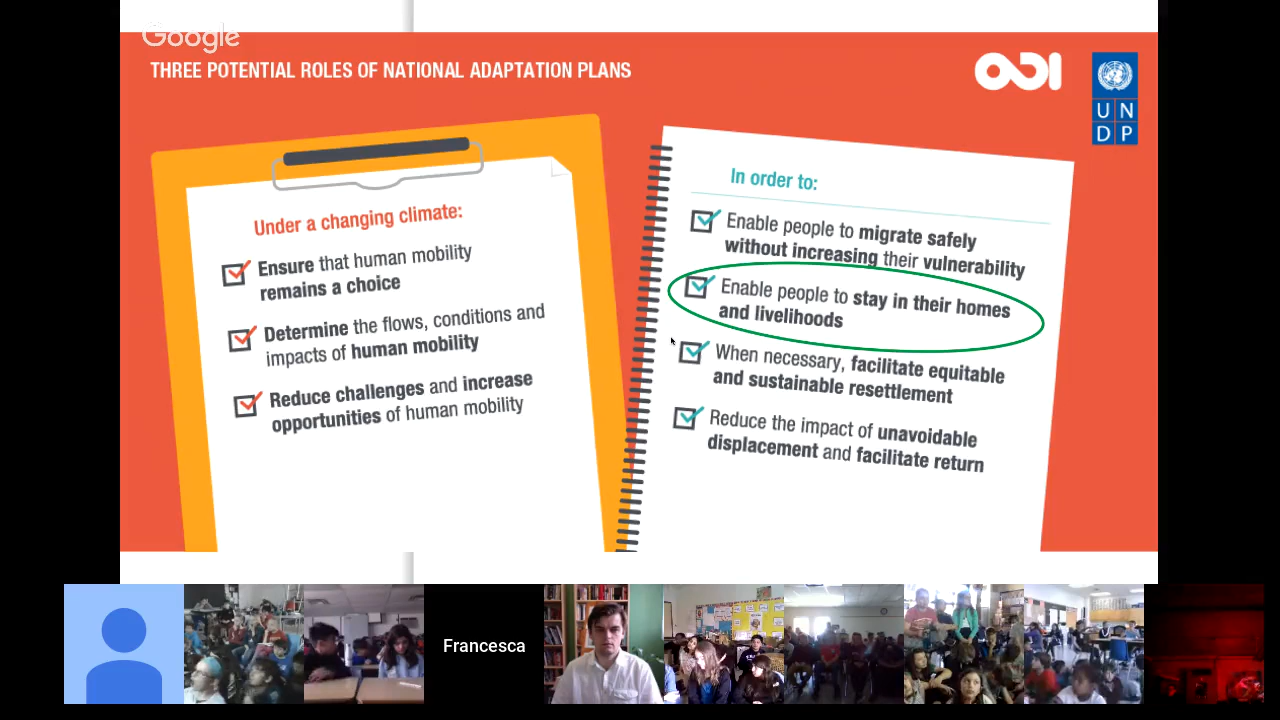 Google
THREE POTENTIAL ROLES OF NATIONAL ADAPTATION PLANS
ODI
UN
DP
Under a changing climate:
Ensure that human mobility
remains a choice
Determine the flows, conditions and
impacts of human mobility
Reduce challenges and increase
opportunities of human mobility
In order to:
Enable people to migrate safely
without increasing their vulnerability
Enable people to stay in their homes
and livelihoods
When necessary, facilitate equitable
and sustainable resettlement
Reduce the impact of unavoidable
displacement and facilitate return
Francesca